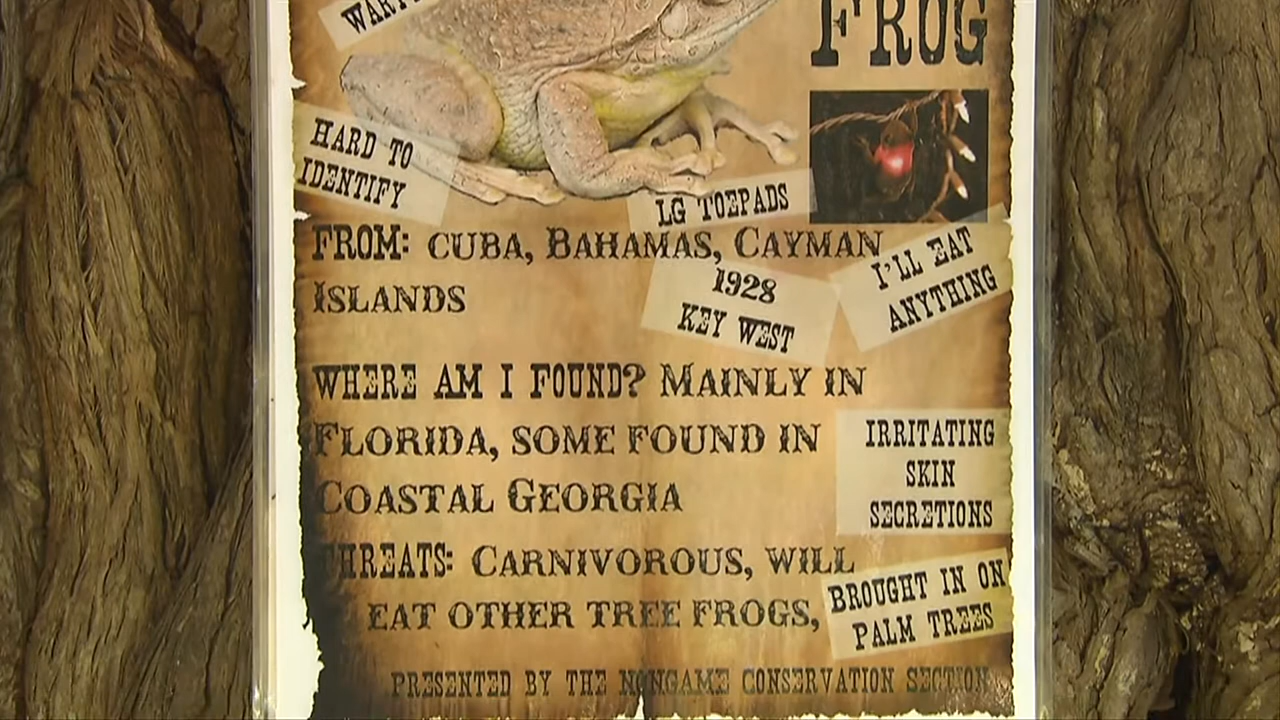 FROG
HARD TO
IDENTIFY
LG TOEPADS
FROM: CUBA, BAHAMAS, CAYMAN
ISLANDS
I'LL EAT
ANYTHING
1928
KEY WEST
WHERE AM I FOUND? MAINLY IN
FLORIDA, SOME FOUND IN
COASTAL GEORGIA
IRRITATING
SKIN
SECRETIONS
THREATS: CARNIVOROUS, WILL
EAT OTHER TREE FROGS,
BROUGHT IN ON
PALM TREES
PRESENTED BY THE NONGAME CONSERVATION SECTION